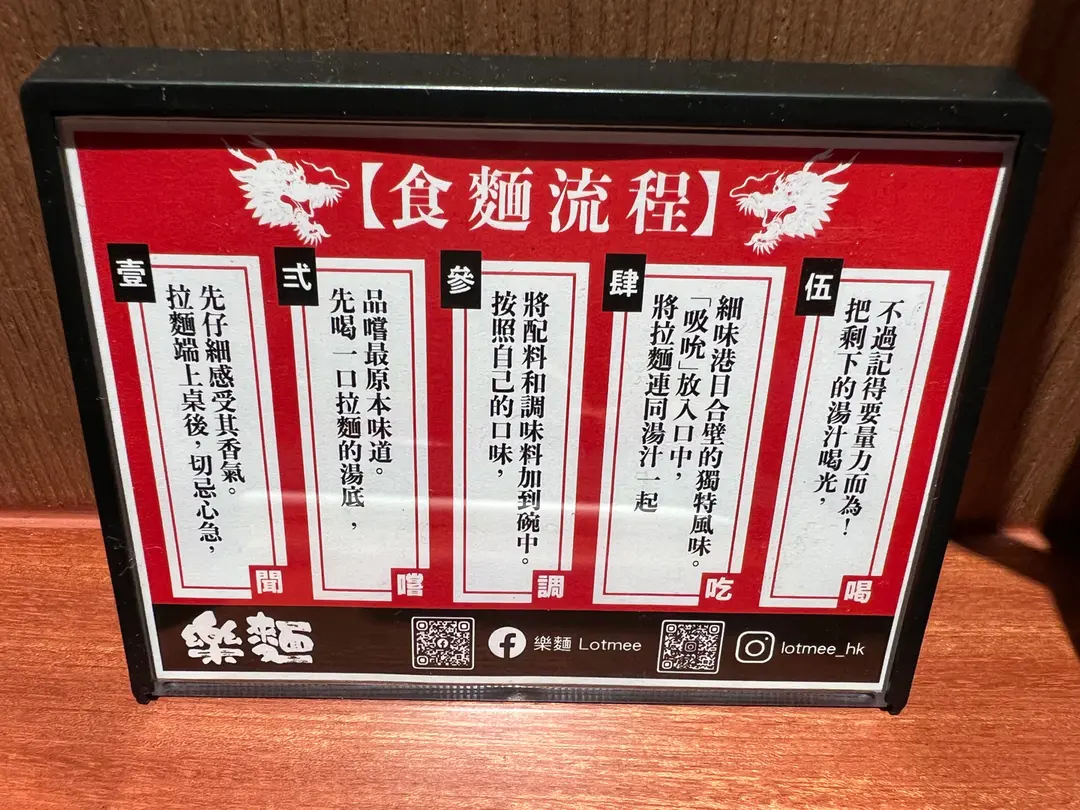 【食麵流程】
壹
拉麵端上桌後，切忌心急，
先仔細感受其香氣。
聞
弍
先喝一口拉麵的湯底，
品嚐最原本味道。
嚐
參
按照自己的口味，
將配料和調味料加到碗中。
調
肆
將拉麵連同湯汁一起
「吸吮」放入口中，
細味港日合壁的獨特風味。
吃
伍
把剩下的湯汁喝光，
不過記得要量力而為！
喝
樂麵
樂麵 Lotmee
lotmee_hk